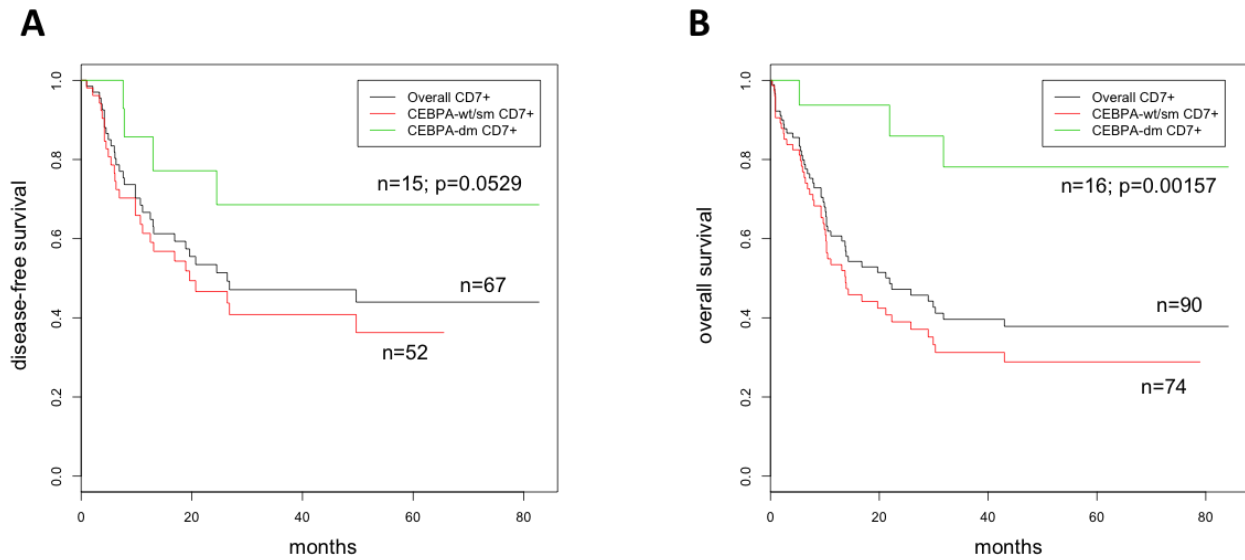 A
disease-free survival
1.0
0.8
0.6
0.4
0.2
0.0
Overall CD7+
CEBPA-wt/sm CD7+
CEBPA-dm CD7+
n=15; p=0.0529
n=67
n=52
0 20 40 60 80
months
B
overall survival
1.0
0.8
0.6
0.4
0.2
0.0
Overall CD7+
CEBPA-wt/sm CD7+
CEBPA-dm CD7+
n=16; p=0.00157
n=90
n=74
0 20 40 60 80
months